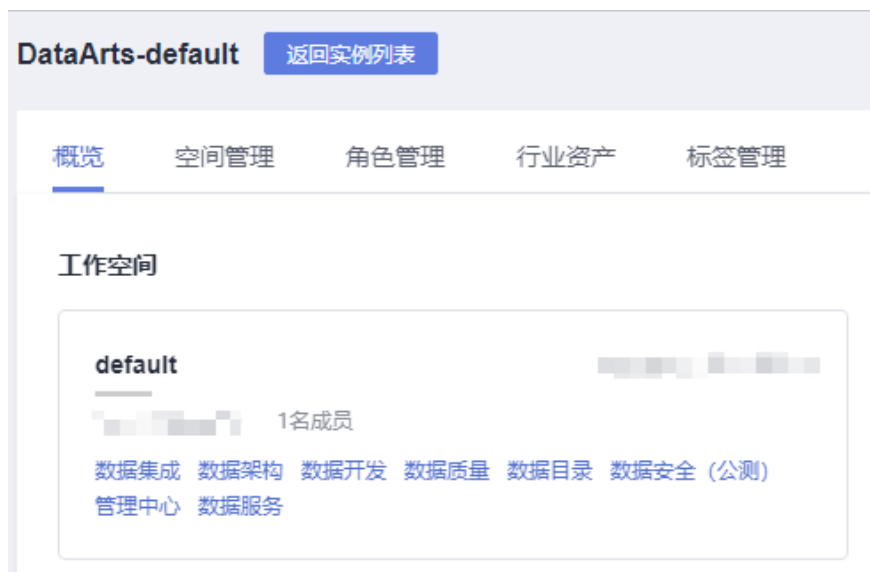 DataArts-default 返回实例列表
概览 空间管理 角色管理 行业资产 标签管理
工作空间
default
1名成员
数据集成 数据架构 数据开发 数据质量 数据目录 数据安全（公测）
管理中心 数据服务